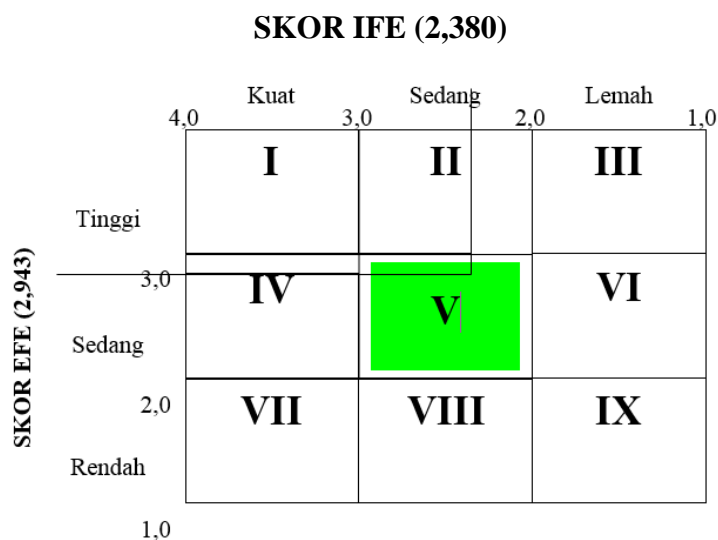 SKOR IFE (2,380)
Kuat Sedang Lemah
4,0 3,0 2,0 1,0
I II III
Tinggi
SKOR EFE (2,943)
3,0
IV V VI
Sedang
2,0
VII VIII IX
Rendah
1,0